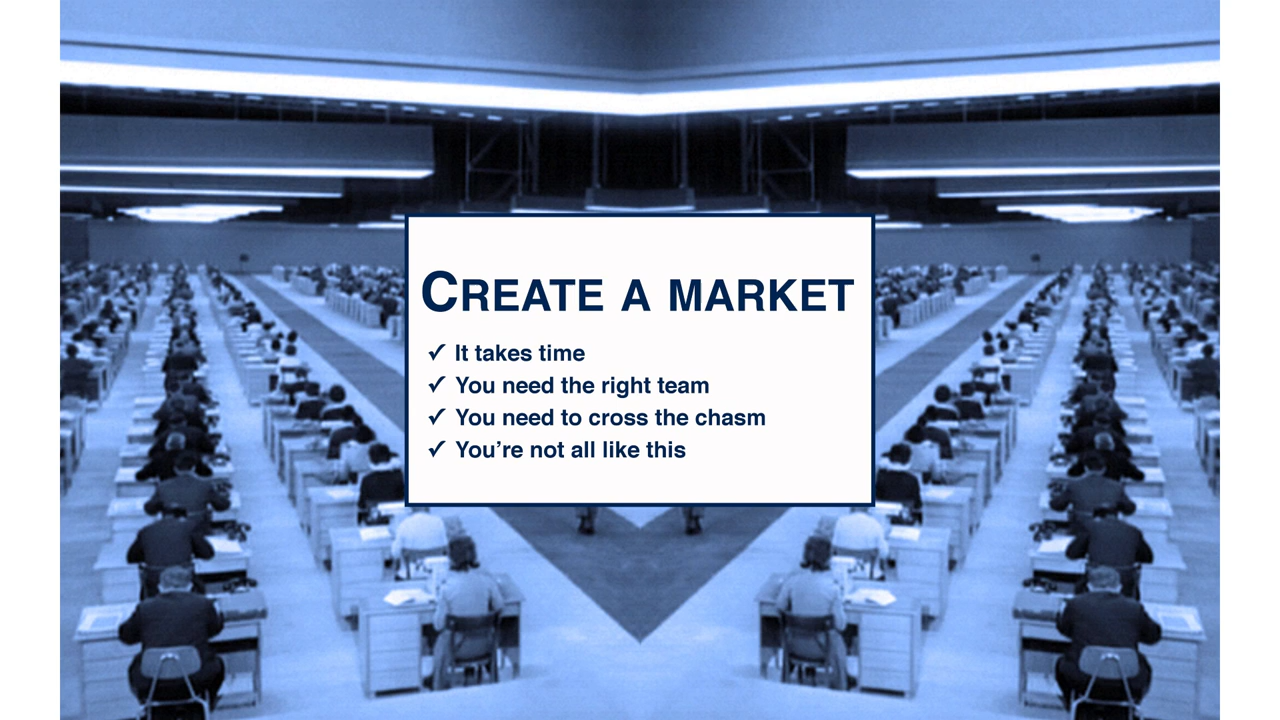 CREATE A MARKET
✓ It takes time
✓ You need the right team
✓ You need to cross the chasm
✓ You’re not all like this